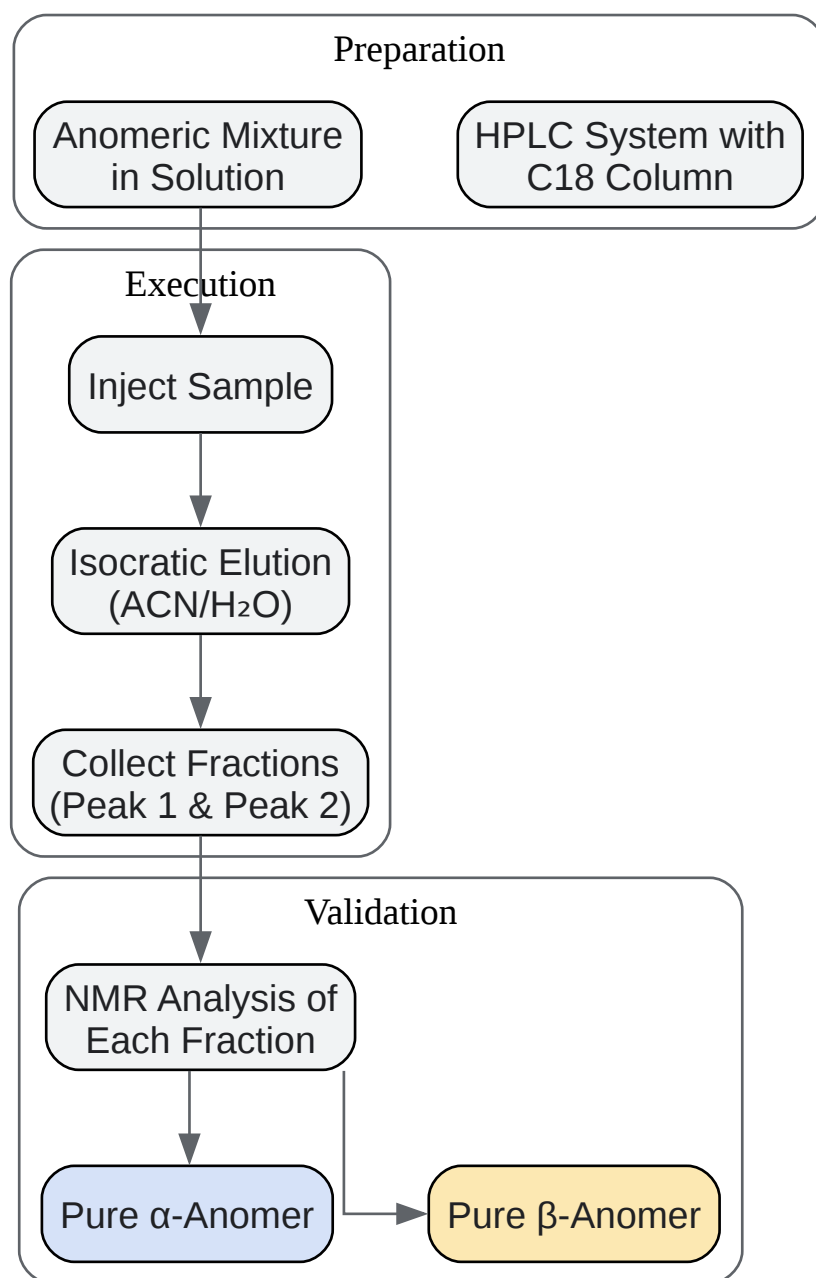 Preparation
Anomeric Mixture
in Solution
HPLC System with
C18 Column
Execution
Inject Sample
Isocratic Elution
(ACN/H₂O)
Collect Fractions
(Peak 1 & Peak 2)
Validation
NMR Analysis of
Each Fraction
Pure α-Anomer
Pure β-Anomer